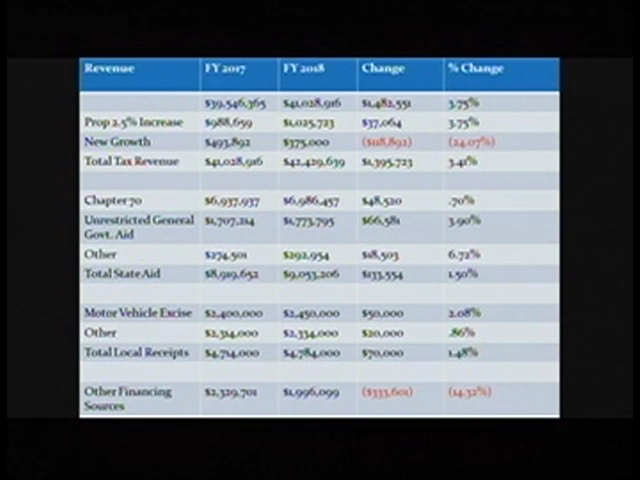 Revenue FY 2017 FY 2018 Change % Change
$39,546,365 $41,028,916 $1,482,551 3.75%
Prop 2.5% Increase $988,659 $1,025,723 $37,064 3.75%
New Growth $493,892 $375,000 ($118,892) (24.07%)
Total Tax Revenue $41,028,916 $42,429,639 $1,395,723 3.41%
Chapter 70 $6,937,937 $6,986,457 $48,520 .70%
Unrestricted General $1,707,214 $1,773,795 $66,581 3.90%
Govt. Aid
Other $274,501 $292,954 $18,503 6.72%
Total State Aid $8,919,652 $9,053,206 $133,554 1.50%
Motor Vehicle Excise $2,400,000 $2,450,000 $50,000 2.08%
Other $2,314,000 $2,334,000 $20,000 .86%
Total Local Receipts $4,714,000 $4,784,000 $70,000 1.48%
Other Financing $2,329,701 $1,996,099 ($333,601) (14.32%)
Sources